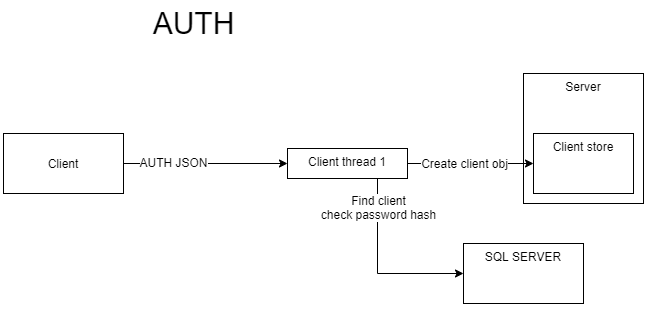 AUTH
Server
Client
AUTH JSON
Client thread 1
Create client obj
Client store
Find client
check password hash
SQL SERVER